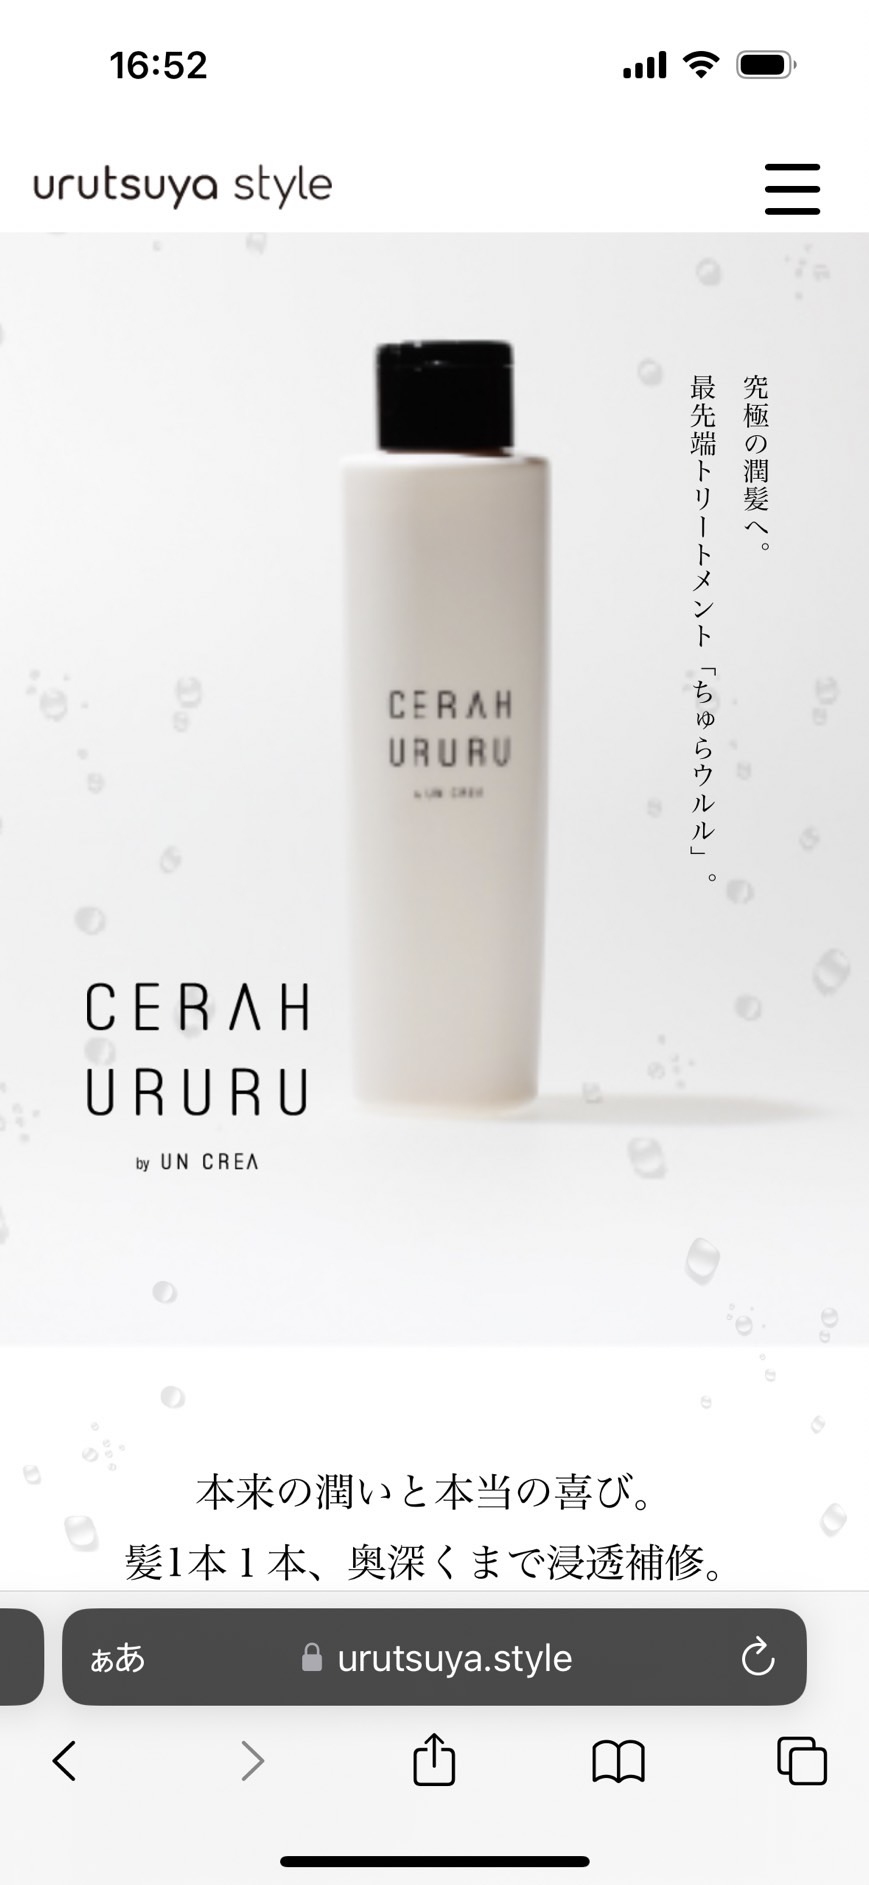 16:52
urutsuya style
究極の潤髪へ。
最先端トリートメント「ちゅらウルル」。
CERAH
URURU
by UN CREA
CERAH
URURU
by UN CREA
本来の潤いと本当の喜び。
髪1本１本、奥深くまで浸透補修。
ぁあ
urutsuya.style